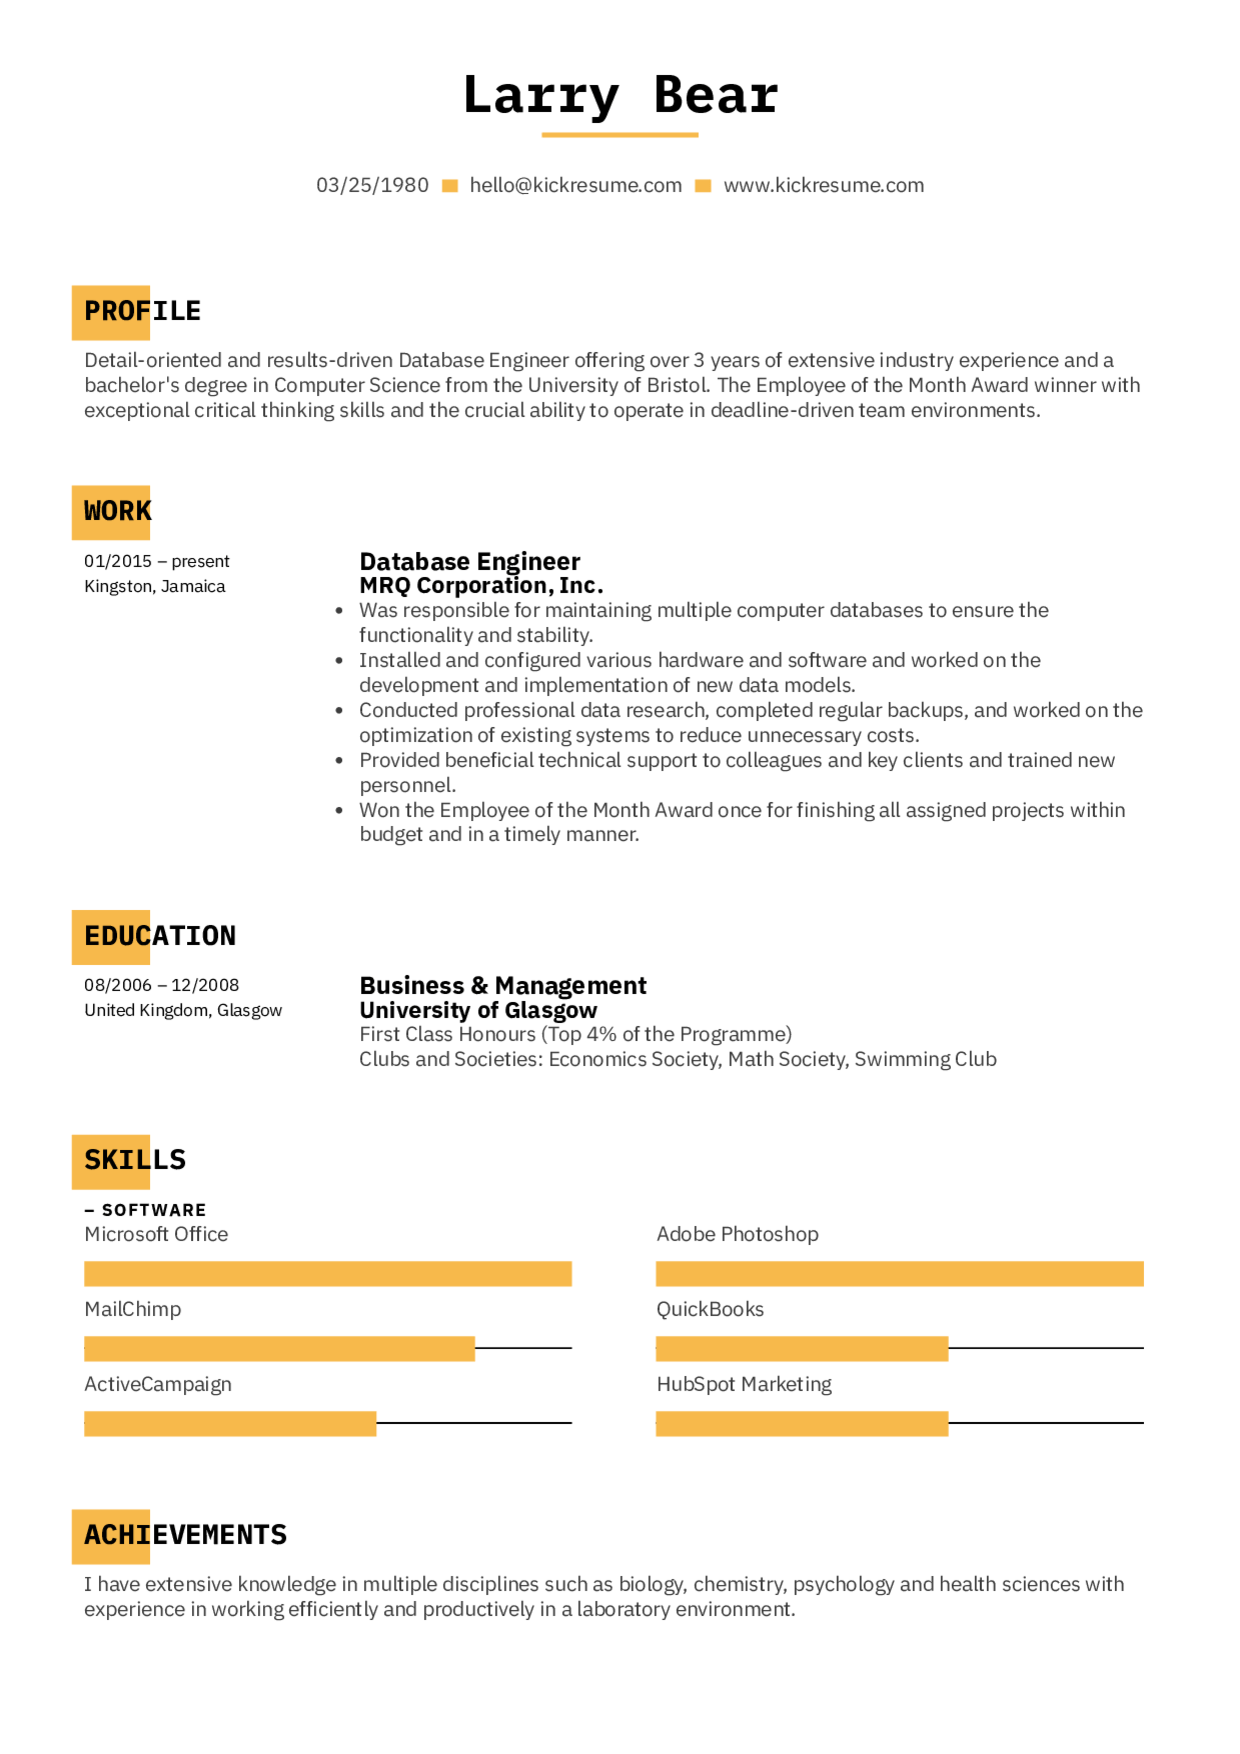 Larry Bear
03/25/1980 hello@kickresume.com www.kickresume.com
PROFILE
Detail-oriented and results-driven Database Engineer offering over 3 years of extensive industry experience and a
bachelor's degree in Computer Science from the University of Bristol. The Employee of the Month Award winner with
exceptional critical thinking skills and the crucial ability to operate in deadline-driven team environments.
WORK
01/2015 – present
Kingston, Jamaica
Database Engineer
MRQ Corporation, Inc.
• Was responsible for maintaining multiple computer databases to ensure the
functionality and stability.
• Installed and configured various hardware and software and worked on the
development and implementation of new data models.
• Conducted professional data research, completed regular backups, and worked on the
optimization of existing systems to reduce unnecessary costs.
• Provided beneficial technical support to colleagues and key clients and trained new
personnel.
• Won the Employee of the Month Award once for finishing all assigned projects within
budget and in a timely manner.
EDUCATION
08/2006 – 12/2008
United Kingdom, Glasgow
Business & Management
University of Glasgow
First Class Honours (Top 4% of the Programme)
Clubs and Societies: Economics Society, Math Society, Swimming Club
SKILLS
– SOFTWARE
Microsoft Office
Adobe Photoshop
MailChimp
QuickBooks
ActiveCampaign
HubSpot Marketing
ACHIEVEMENTS
I have extensive knowledge in multiple disciplines such as biology, chemistry, psychology and health sciences with
experience in working efficiently and productively in a laboratory environment.